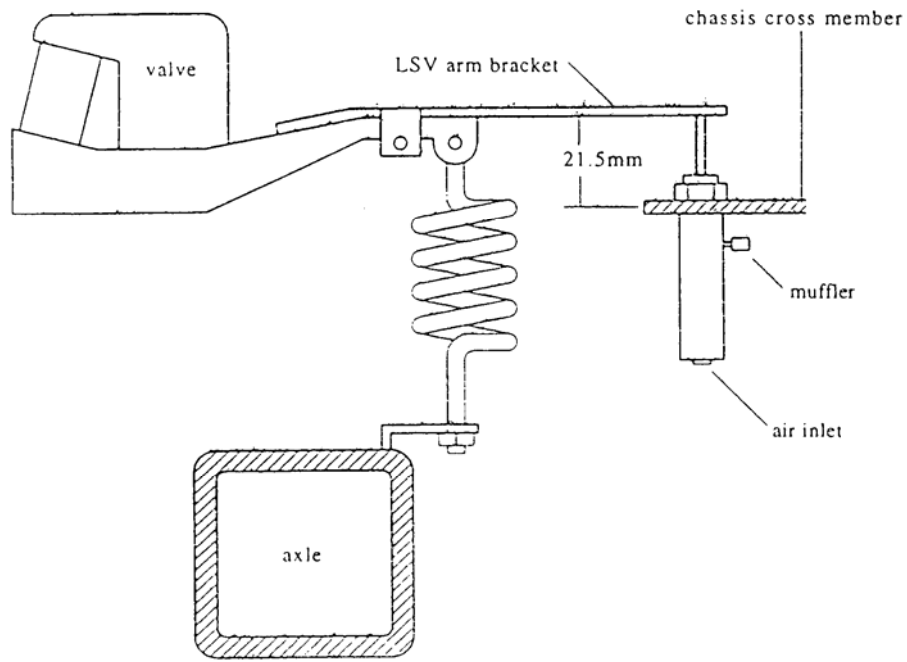 chassis cross member
LSV arm bracket
valve
21.5mm
muffler
air inlet
axle